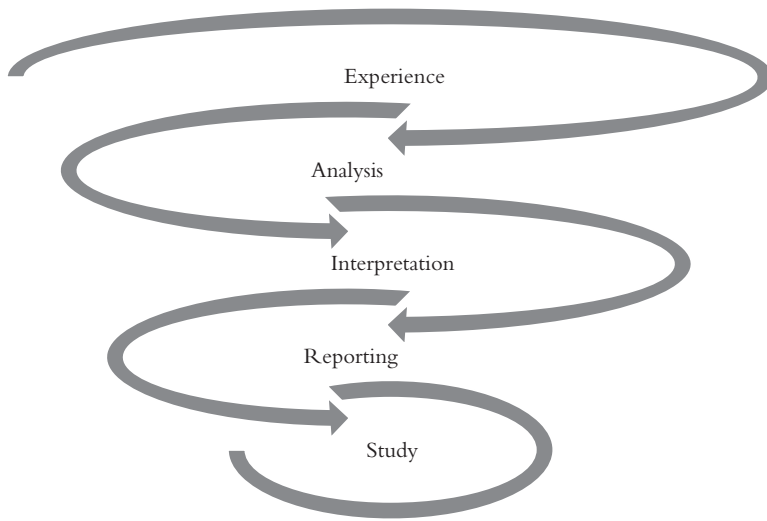 Experience
Analysis
Interpretation
Reporting
Study